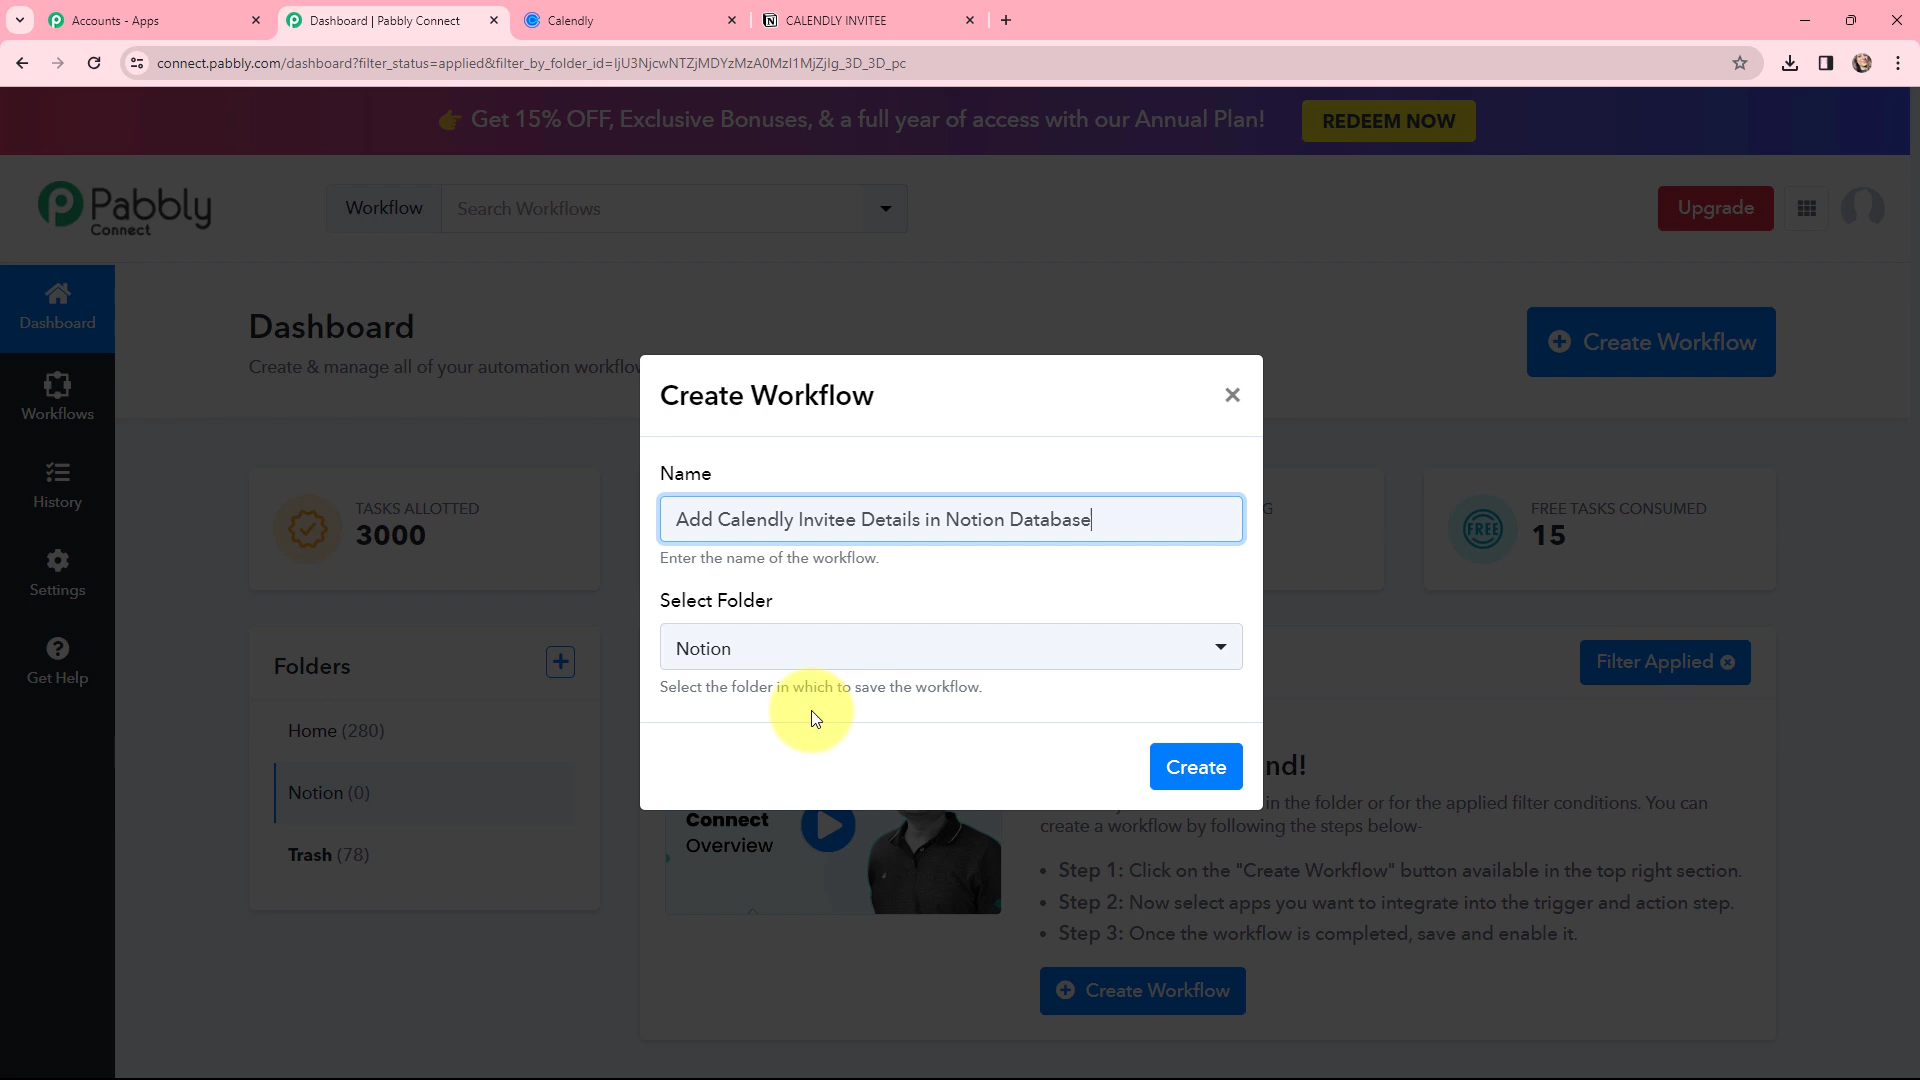 Accounts - Apps
Dashboard | Pabbly Connect
Calendly
CALENDLY INVITEE
connect.pabbly.com/dashboard?filter_status=applied&filter_by_folder_id=IjU3NjcwNTZjMDYzMzA0MzI1MjZjIg_3D_3D_pc
Get 15% OFF, Exclusive Bonuses, & a full year of access with our Annual Plan!
REDEEM NOW
Pabbly
Connect
Workflow
Search Workflows
Upgrade
Dashboard
Workflows
History
Settings
Get Help
Dashboard
Create & manage all of your automation workflo
Create Workflow
TASKS ALLOTTED
3000
G
FREE TASKS CONSUMED
FREE
15
Create Workflow
Name
Add Calendly Invitee Details in Notion Database
Enter the name of the workflow.
Select Folder
Notion
Select the folder in which to save the workflow.
Create
Folders
Home (280)
Notion (0)
Trash (78)
Filter Applied
nd!
in the folder or for the applied filter conditions. You can
create a workflow by following the steps below-
Step 1: Click on the "Create Workflow" button available in the top right section.
Step 2: Now select apps you want to integrate into the trigger and action step.
Step 3: Once the workflow is completed, save and enable it.
Create Workflow
Connect
Overview